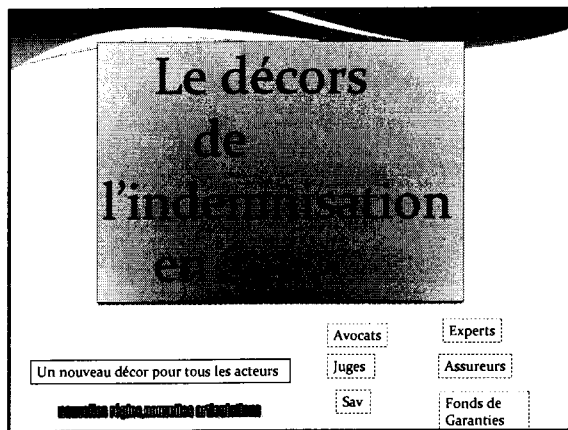 Le décors
de
l'indemnisation
en
Avocats
Experts
Un nouveau décor pour tous les acteurs
Juges
Assureurs
Sav
Fonds de
Garanties